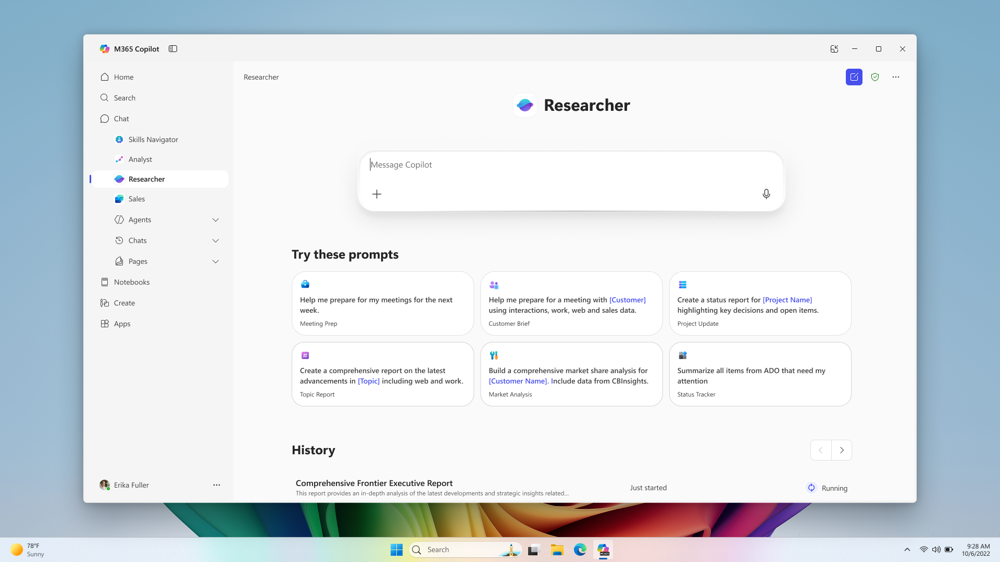 M365 Copilot
Home
Search
Chat
Skills Navigator
Analyst
Researcher
Sales
Agents
Chats
Pages
Notebooks
Create
Apps
Erika Fuller
Researcher
Researcher
Message Copilot
Try these prompts
Help me prepare for my meetings for the next
week.
Meeting Prep
Help me prepare for a meeting with [Customer]
using interactions, work, web and sales data.
Customer Brief
Create a status report for [Project Name]
highlighting key decisions and open items.
Project Update
#
Create a comprehensive report on the latest
advancements in [Topic] including web and work.
Topic Report
Build a comprehensive market share analysis for
[Customer Name]. Include data from CBInsights.
Market Analysis
Summarize all items from ADO that need my
attention
Status Tracker
History
Comprehensive Frontier Executive Report
This report provides an in-depth analysis of the latest developments and strategic insights related...
Just started
Running
78°F
Sunny
Search
M365
9:28 AM
10/6/2022